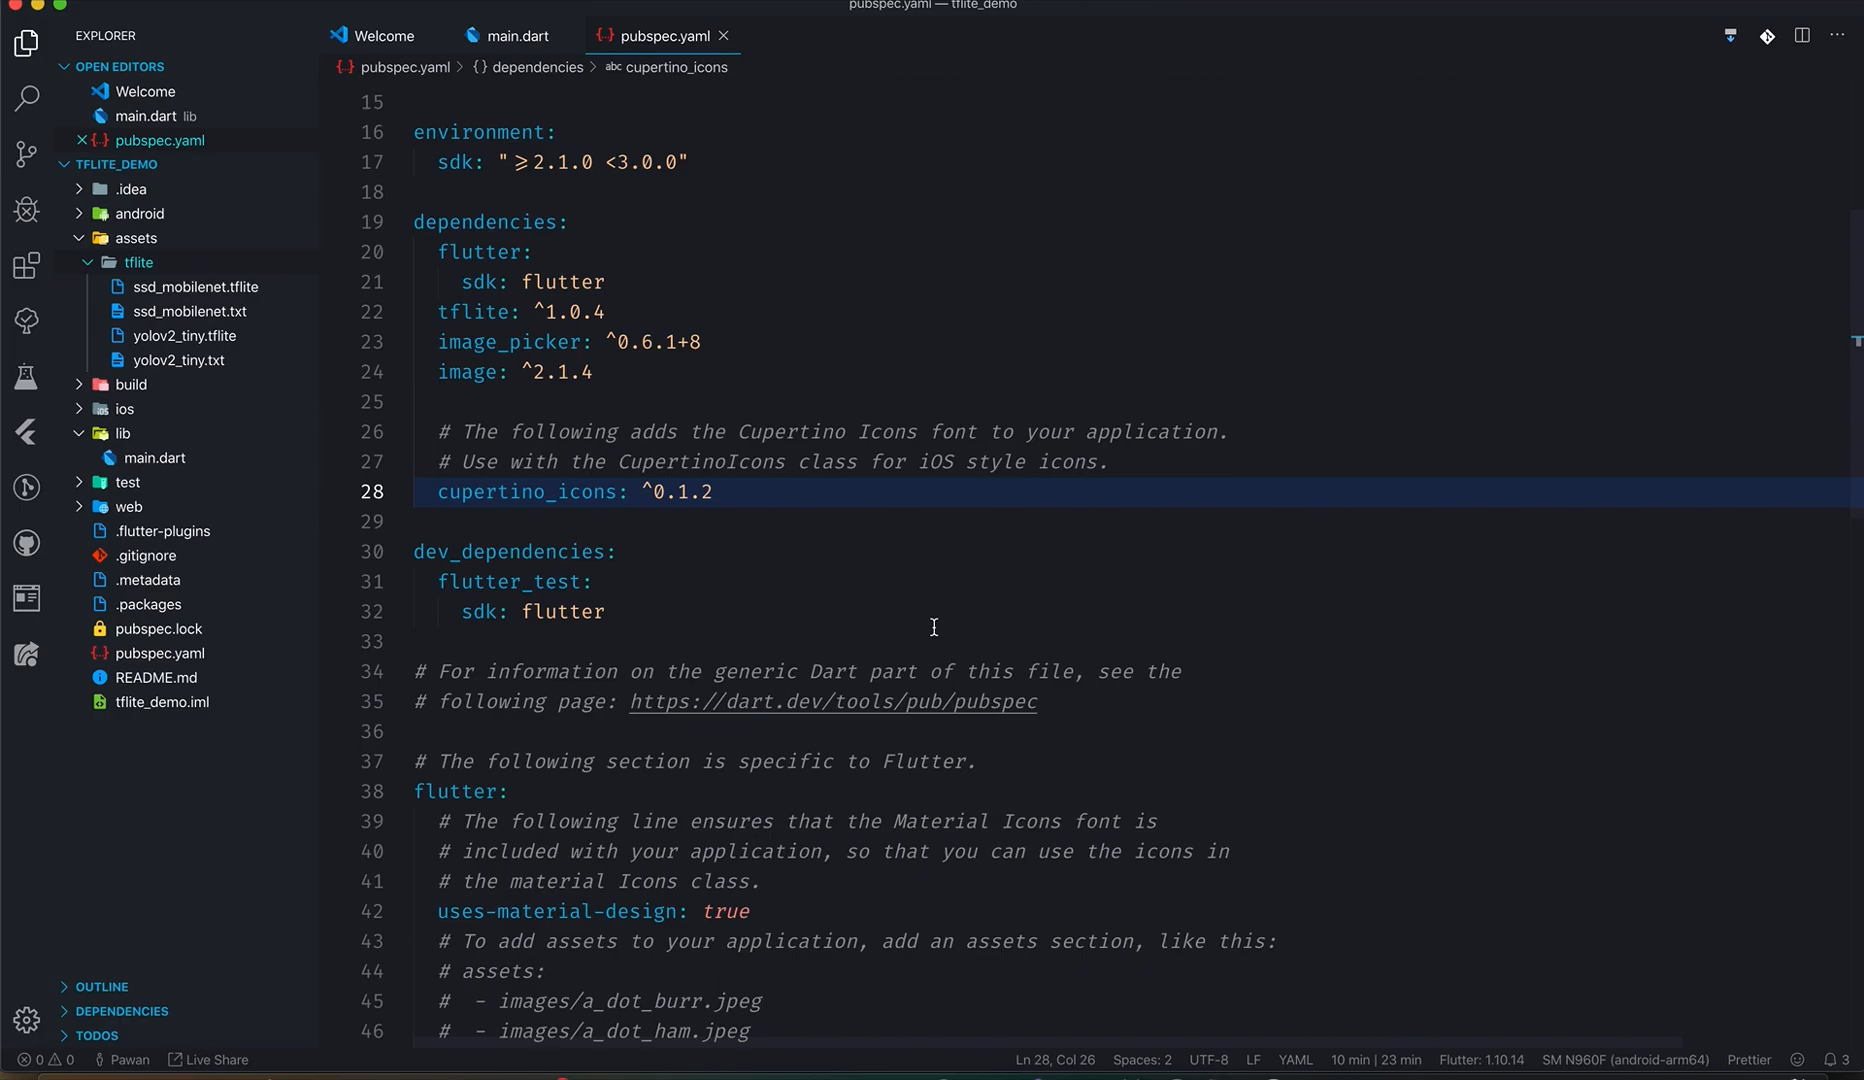 pubspec.yaml — tflite_demo
EXPLORER
OPEN EDITORS
Welcome
main.dart lib
pubspec.yaml
TFLITE_DEMO
.idea
android
assets
tflite
ssd_mobilenet.tflite
ssd_mobilenet.txt
yolov2_tiny.tflite
yolov2_tiny.txt
build
ios
lib
main.dart
test
web
.flutter-plugins
.gitignore
.metadata
.packages
pubspec.lock
pubspec.yaml
README.md
tflite_demo.iml
OUTLINE
DEPENDENCIES
TODOS
Welcome main.dart pubspec.yaml
pubspec.yaml > {} dependencies > abc cupertino_icons
15
16 environment:
17 sdk: ">=2.1.0 <3.0.0"
18
19 dependencies:
20 flutter:
21 sdk: flutter
22 tflite: ^1.0.4
23 image_picker: ^0.6.1+8
24 image: ^2.1.4
25
26 # The following adds the Cupertino Icons font to your application.
27 # Use with the CupertinoIcons class for iOS style icons.
28 cupertino_icons: ^0.1.2
29
30 dev_dependencies:
31 flutter_test:
32 sdk: flutter
33
34 # For information on the generic Dart part of this file, see the
35 # following page: https://dart.dev/tools/pub/pubspec
36
37 # The following section is specific to Flutter.
38 flutter:
39 # The following line ensures that the Material Icons font is
40 # included with your application, so that you can use the icons in
41 # the material Icons class.
42 uses-material-design: true
43 # To add assets to your application, add an assets section, like this:
44 # assets:
45 # - images/a_dot_burr.jpeg
46 # - images/a_dot_ham.jpeg
0 0 Pawan Live Share Ln 28, Col 26 Spaces: 2 UTF-8 LF YAML 10 min | 23 min Flutter: 1.10.14 SM N960F (android-arm64) Prettier 3